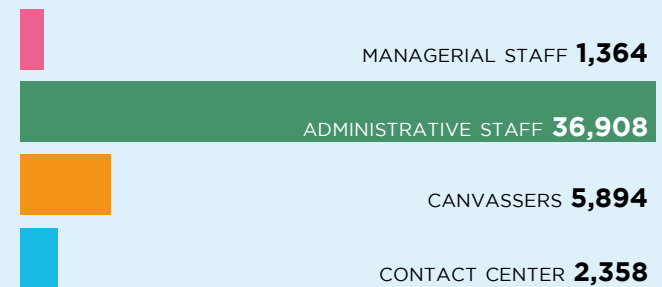 MANAGERIAL STAFF 1,364
ADMINISTRATIVE STAFF 36,908
CANVASSERS 5,894
CONTACT CENTER 2,358